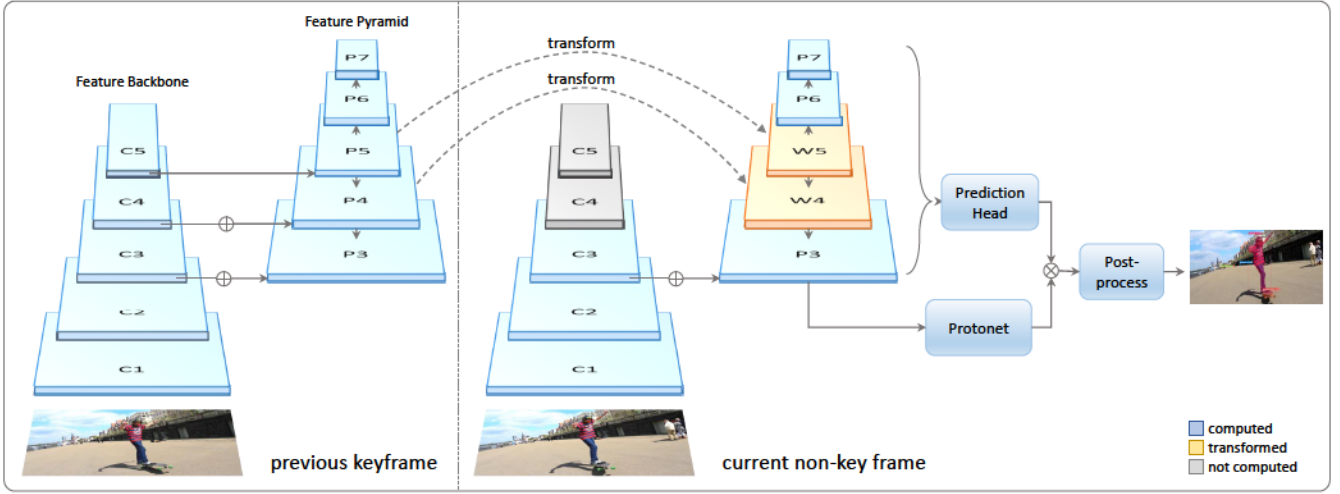 Feature Pyramid
Feature Backbone
P7
P6
P5
P4
P3
C5
C4
C3
C2
C1
previous keyframe
transform
transform
C5
C4
C3
C2
C1
P7
P6
W5
W4
P3
Prediction
Head
Protonet
Post-
process
current non-key frame
computed
transformed
not computed